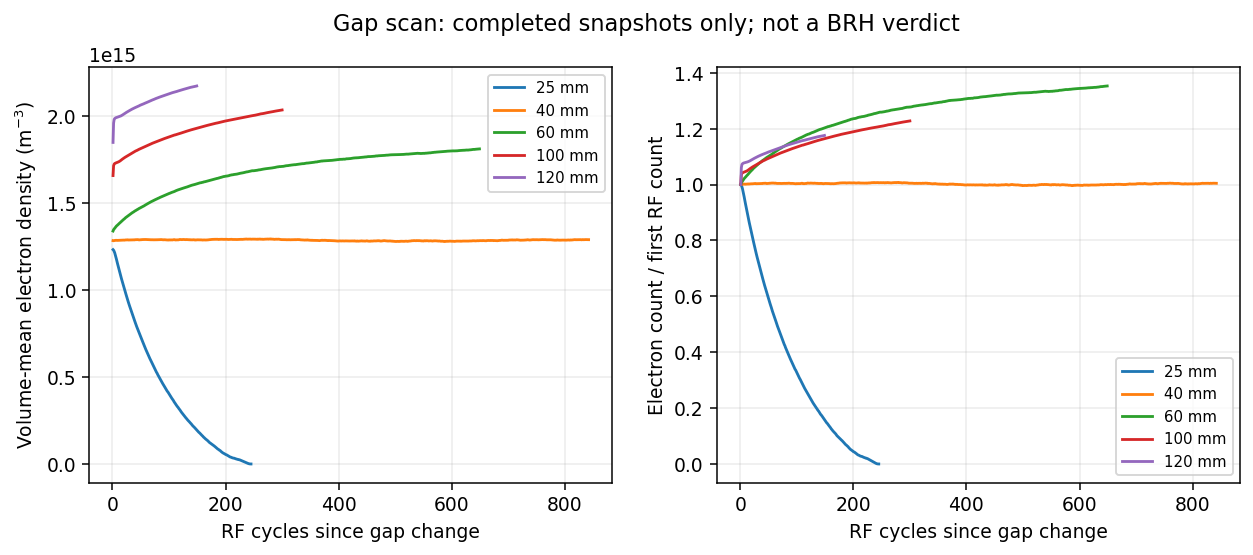 Gap scan: completed snapshots only; not a BRH verdict
1e15
Volume-mean electron density (m⁻³)
2.0
1.5
1.0
0.5
0.0
0
200
400
600
800
RF cycles since gap change
25 mm
40 mm
60 mm
100 mm
120 mm
Electron count / first RF count
1.4
1.2
1.0
0.8
0.6
0.4
0.2
0.0
0
200
400
600
800
RF cycles since gap change
25 mm
40 mm
60 mm
100 mm
120 mm